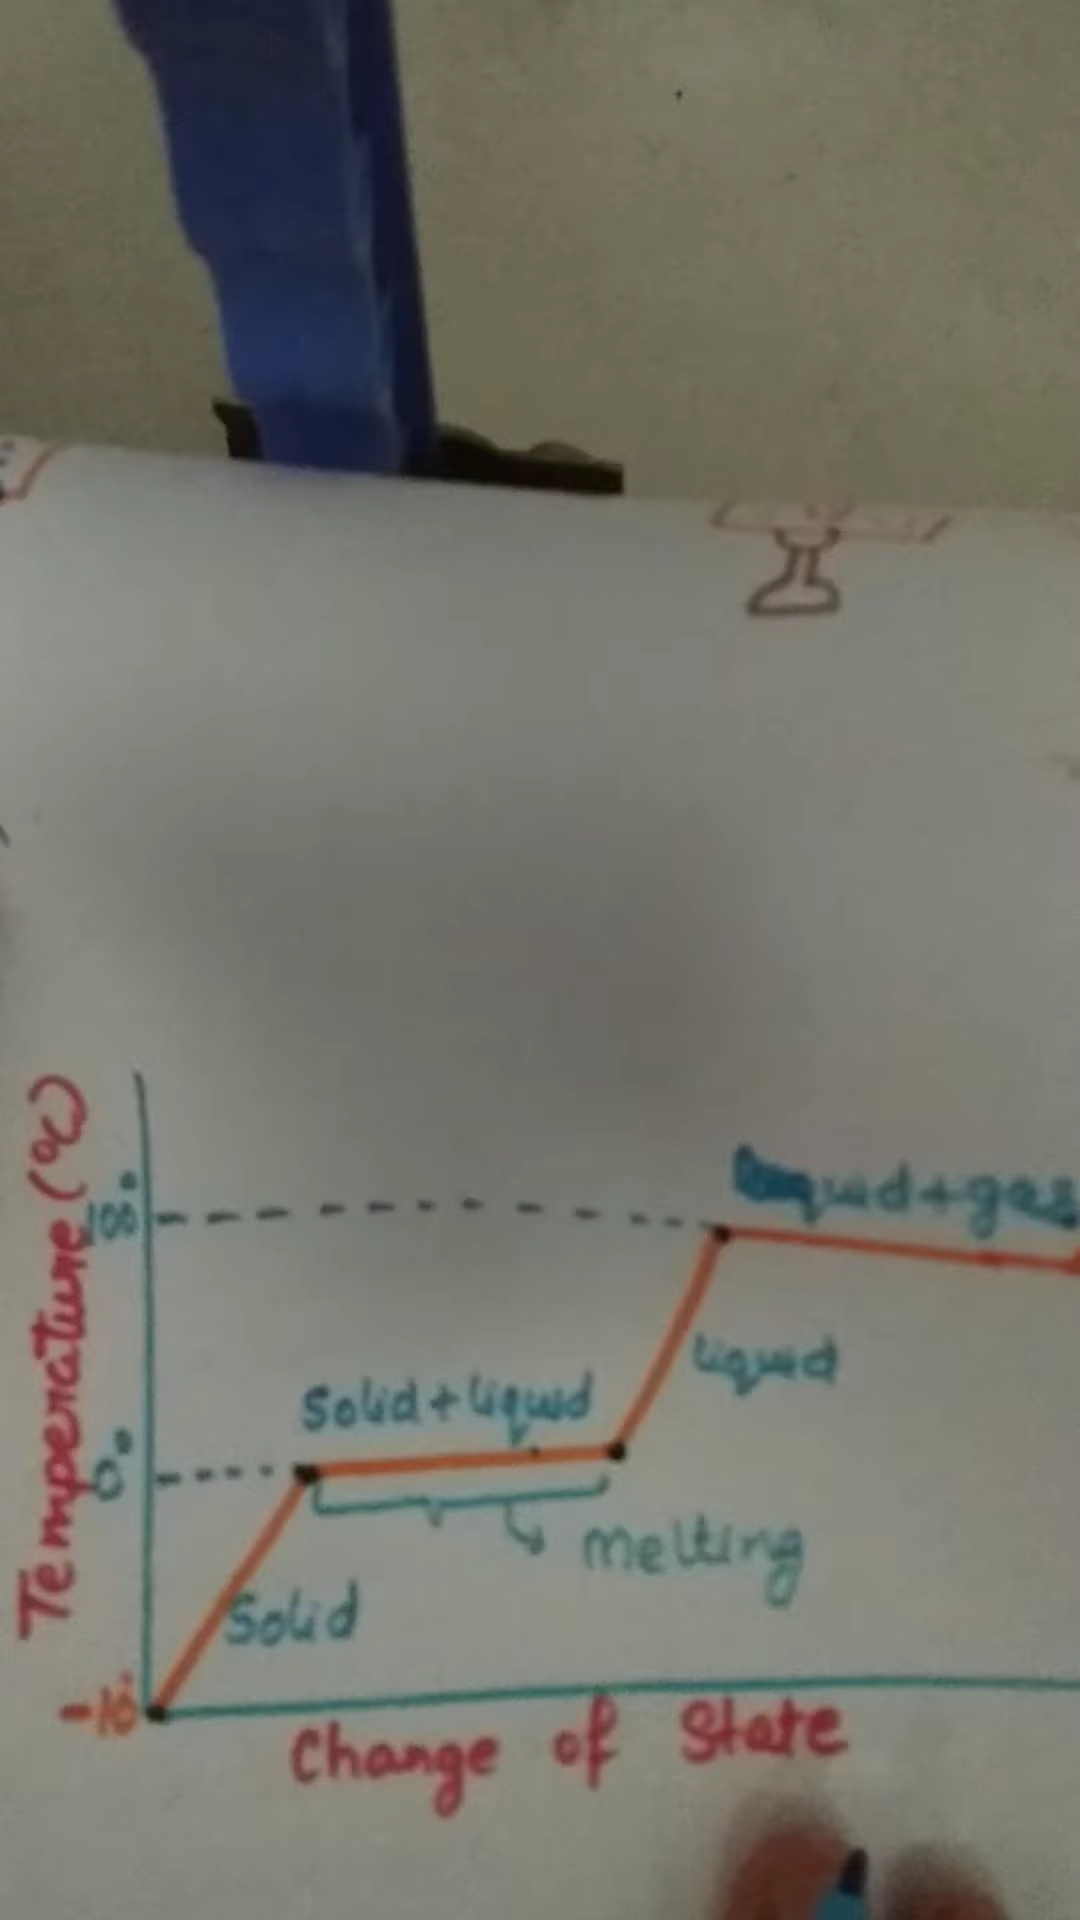 Temperature (°C)
100°
Liquid+gas
liquid
Solid+liquid
0°
melting
Solid
-10°
Change of State